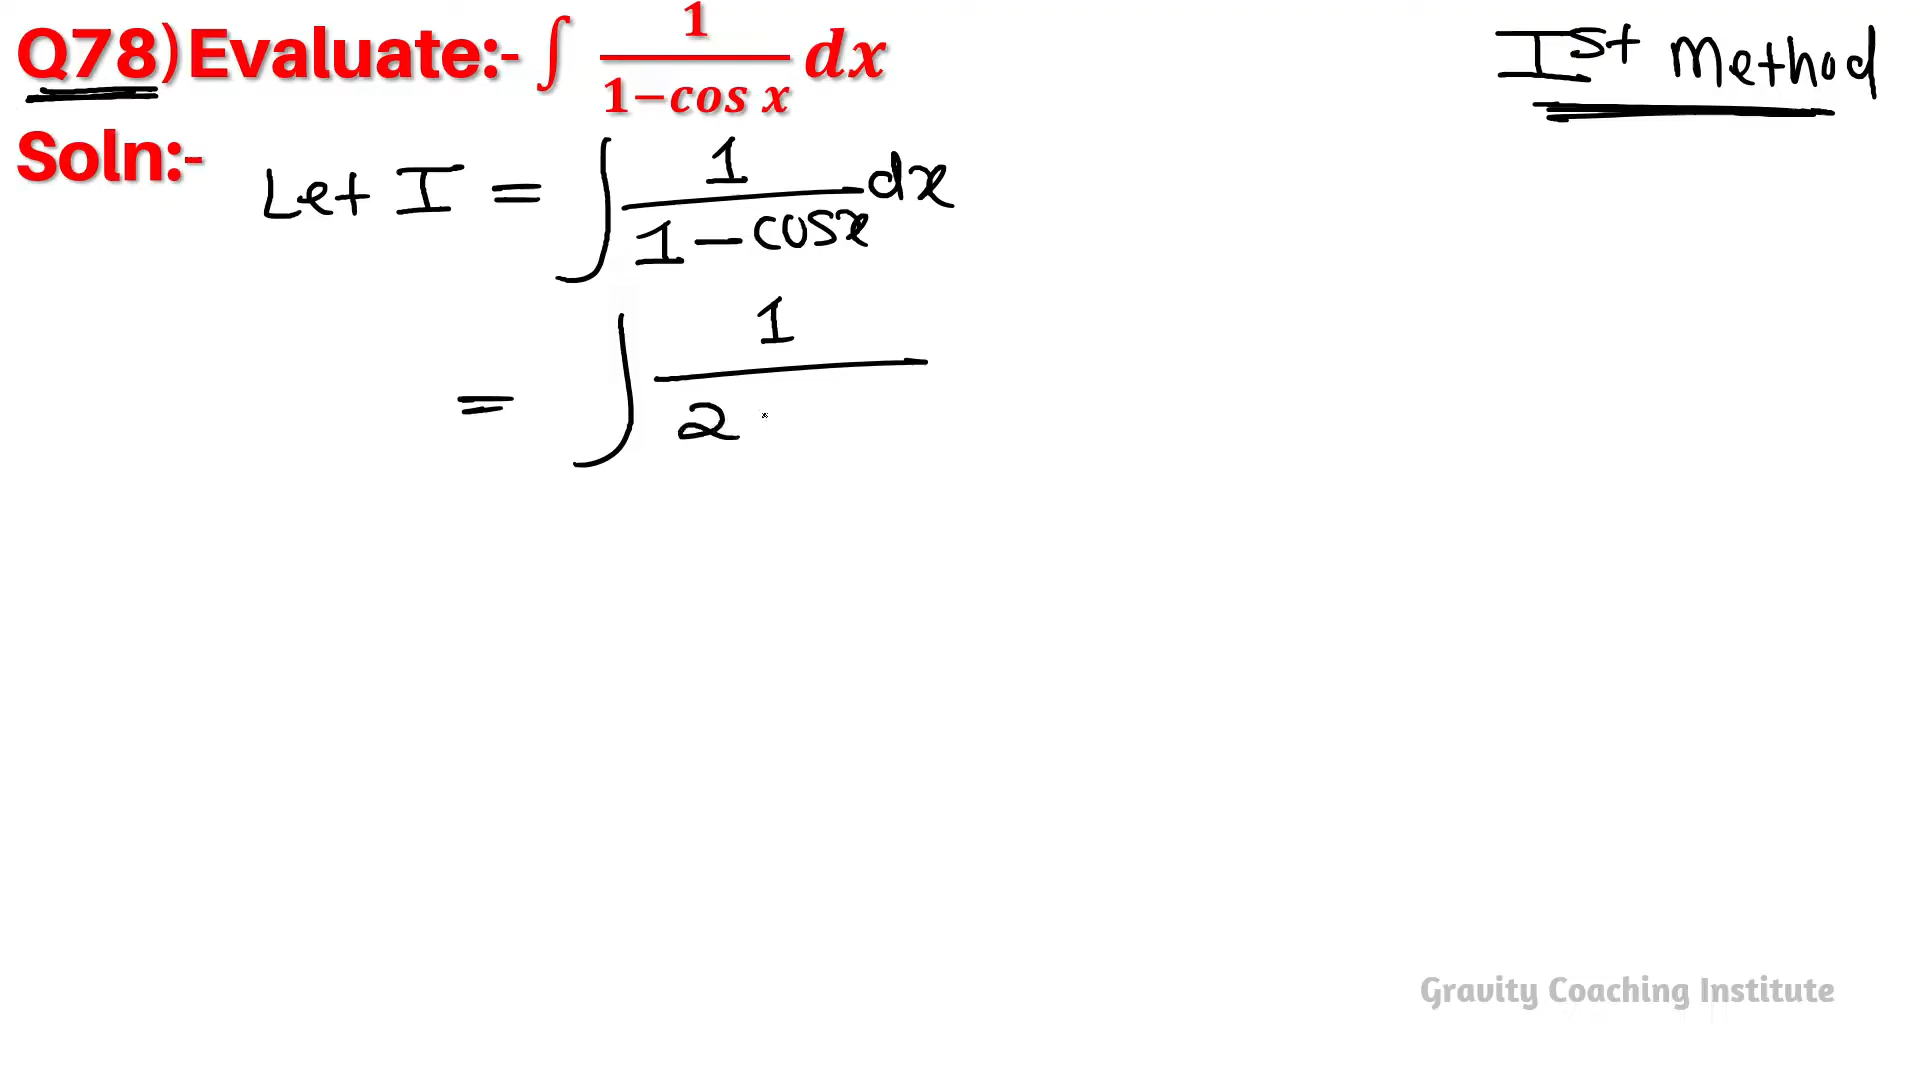 Q78) Evaluate:- ∫ 1/(1−cos x) dx
Ist Method
Soln:- Let I = ∫ 1/(1 − cosx) dx
= ∫ 1/2
Gravity Coaching Institute